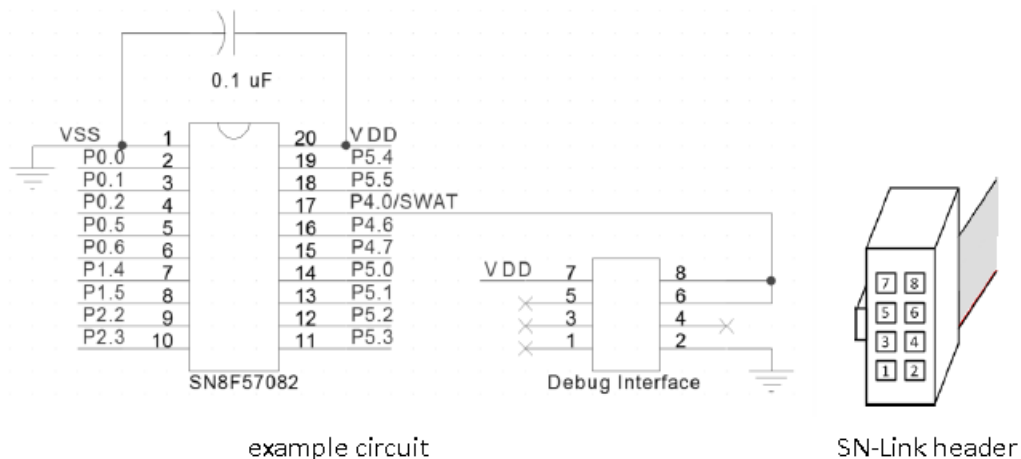 0.1 uF
VSS 1 20 VDD
P0.0 2 19 P5.4
P0.1 3 18 P5.5
P0.2 4 17 P4.0/SWAT
P0.5 5 16 P4.6
P0.6 6 15 P4.7
P1.4 7 14 P5.0
P1.5 8 13 P5.1
P2.2 9 12 P5.2
P2.3 10 11 P5.3
SN8F57082
VDD 7 8
5 6
3 4
1 2
Debug Interface
7 8
5 6
3 4
1 2
example circuit
SN-Link header